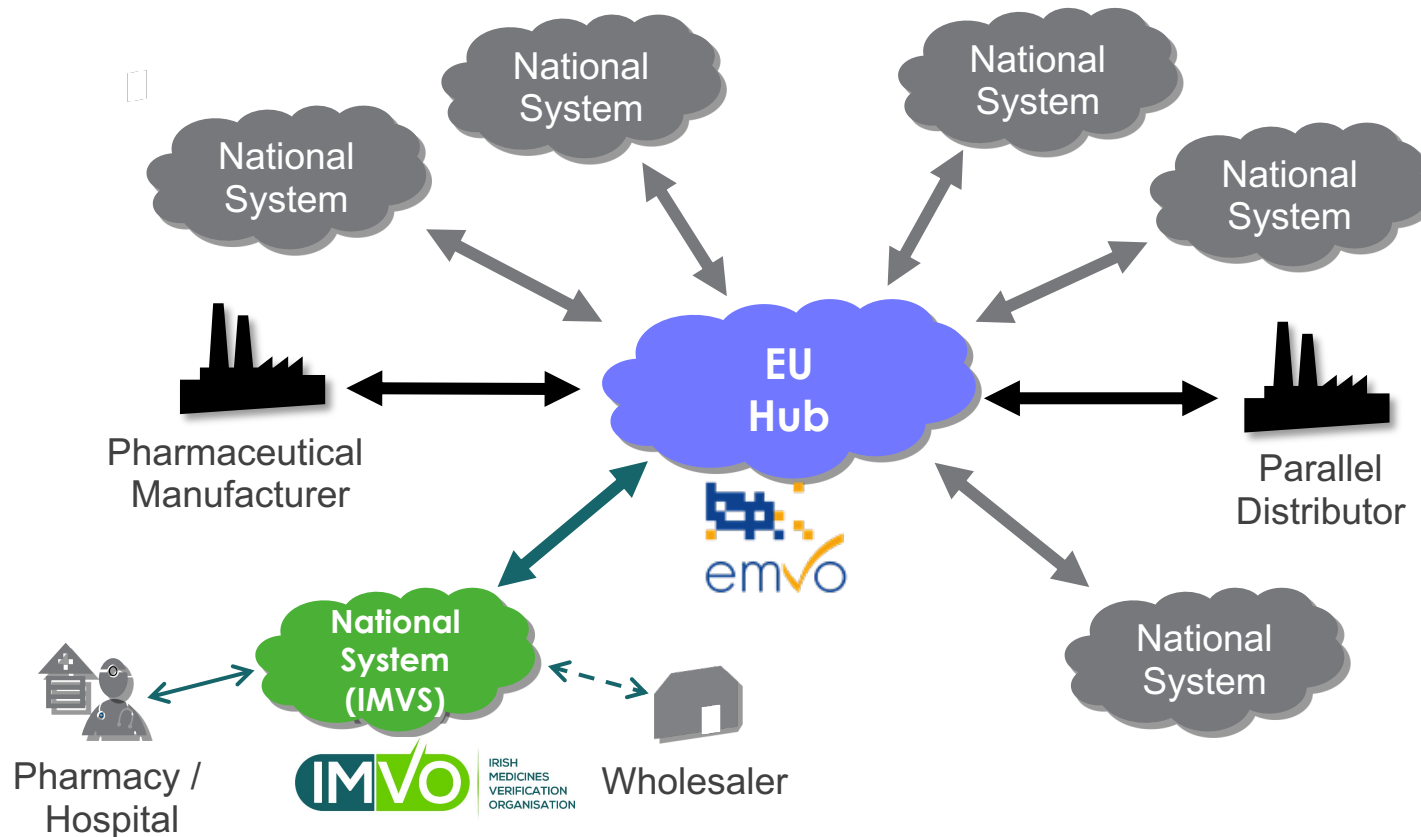 National
System
National
System
National
System
National
System
EU
Hub
Pharmaceutical
Manufacturer
Parallel
Distributor
emvo
National
System
(IMVS)
National
System
Pharmacy /
Hospital
IMVO
IRISH
MEDICINES
VERIFICATION
ORGANISATION
Wholesaler